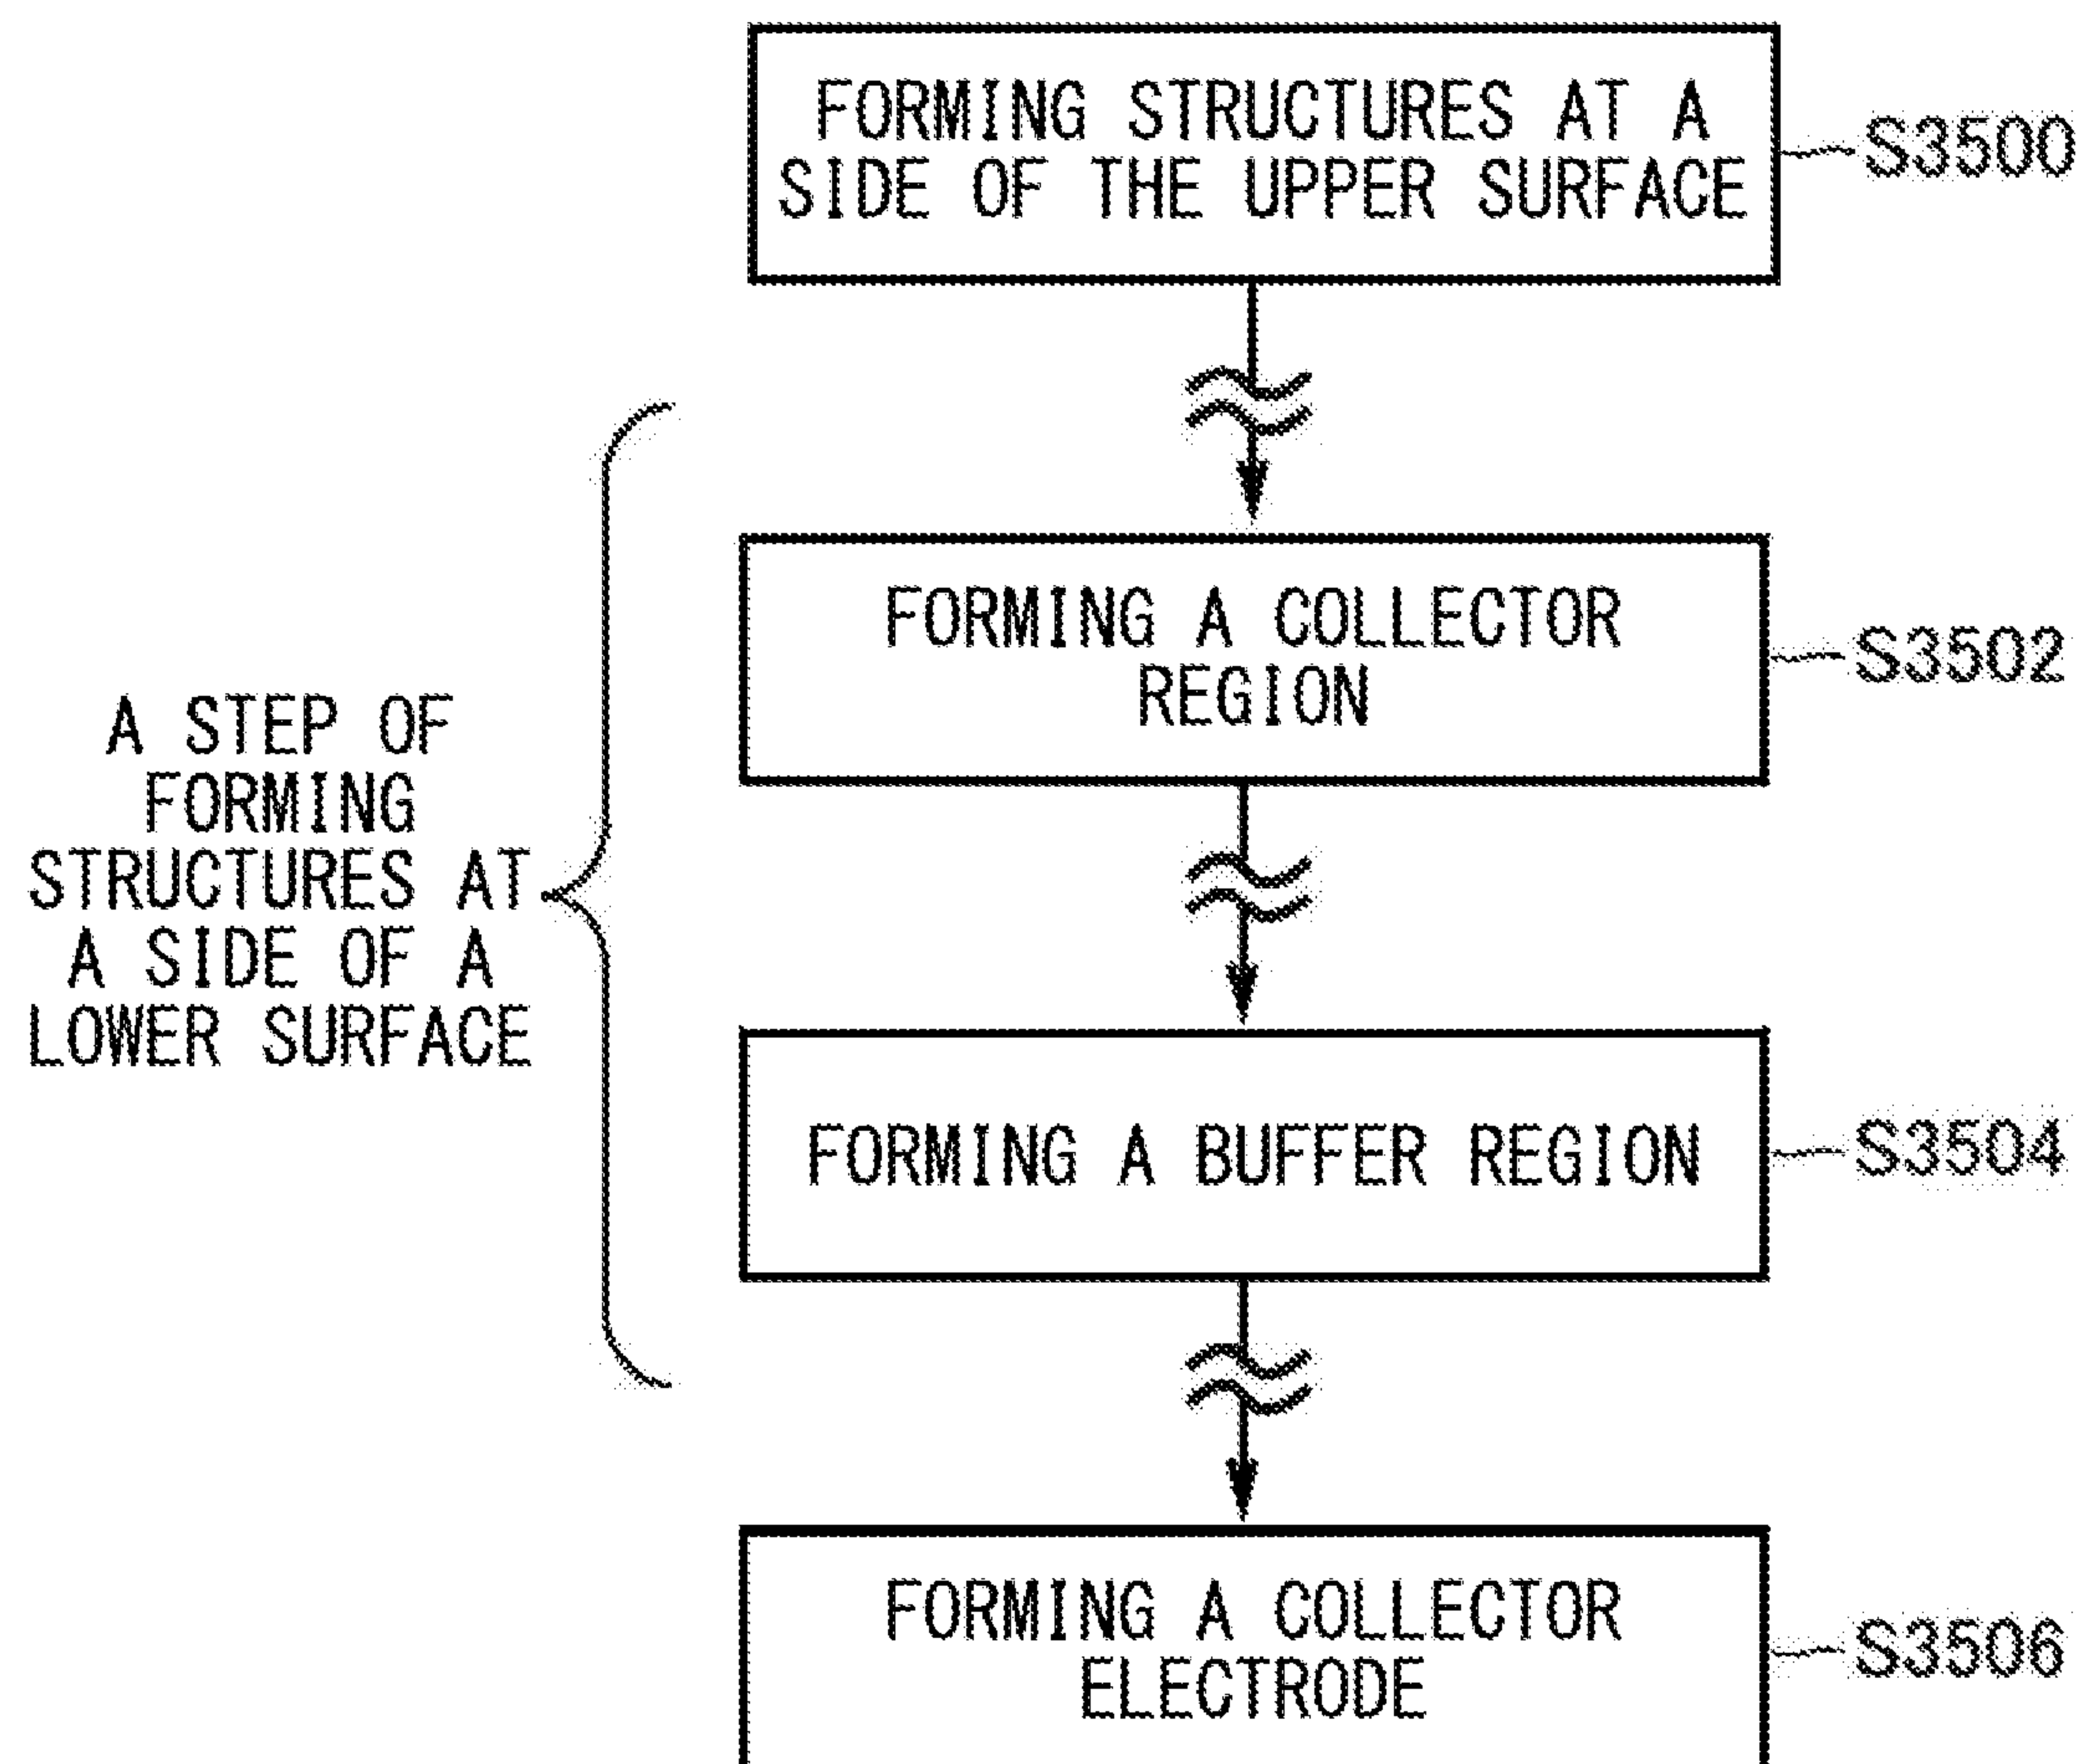 FORMING STRUCTURES AT A
SIDE OF THE UPPER SURFACE
S3500
FORMING A COLLECTOR
REGION
S3502
A STEP OF
FORMING
STRUCTURES AT
A SIDE OF A
LOWER SURFACE
FORMING A BUFFER REGION
S3504
FORMING A COLLECTOR
ELECTRODE
S3506